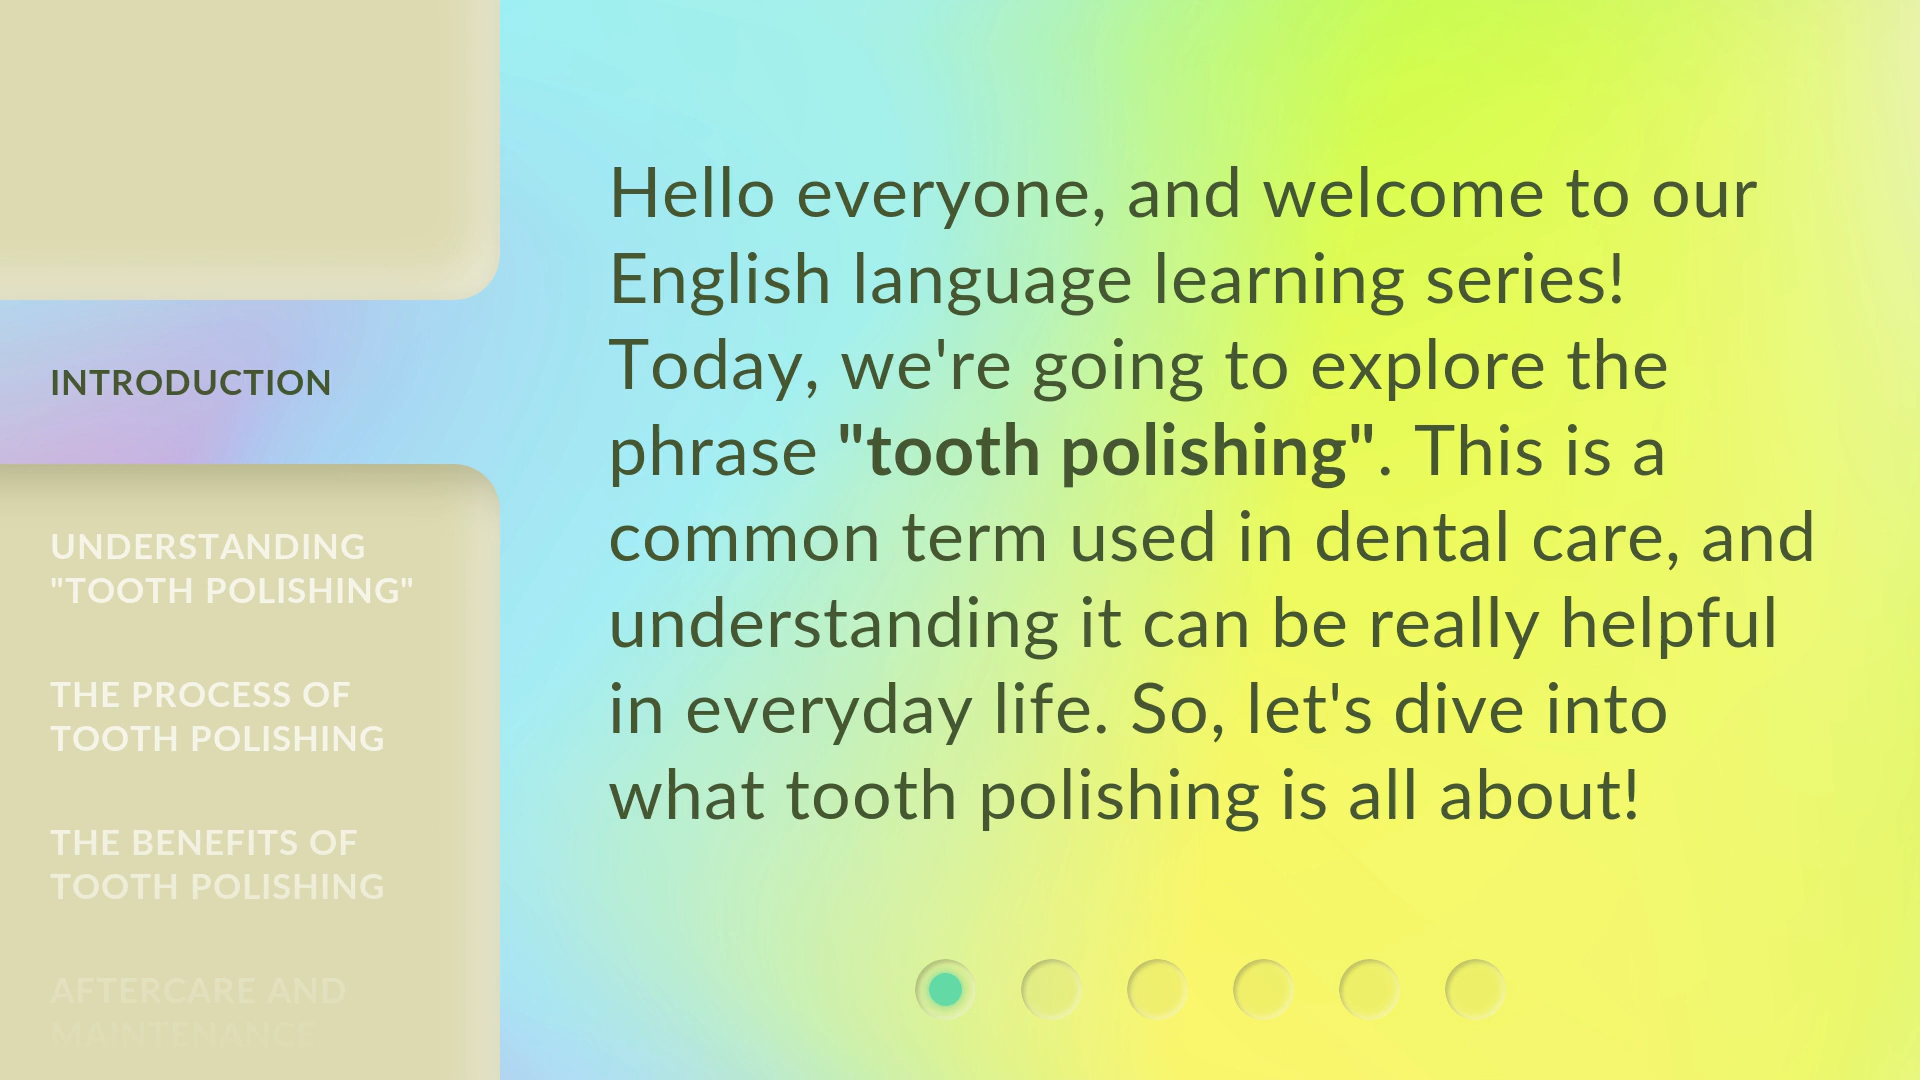 INTRODUCTION
UNDERSTANDING
"TOOTH POLISHING"
THE PROCESS OF
TOOTH POLISHING
THE BENEFITS OF
TOOTH POLISHING
AFTERCARE AND
MAINTENANCE
Hello everyone, and welcome to our
English language learning series!
Today, we're going to explore the
phrase "tooth polishing". This is a
common term used in dental care, and
understanding it can be really helpful
in everyday life. So, let's dive into
what tooth polishing is all about!